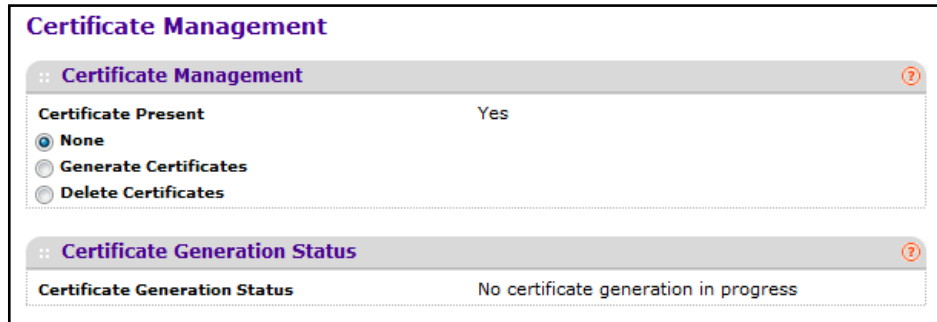 Certificate Management
Certificate Management
Certificate Present Yes
None
Generate Certificates
Delete Certificates
Certificate Generation Status
Certificate Generation Status No certificate generation in progress